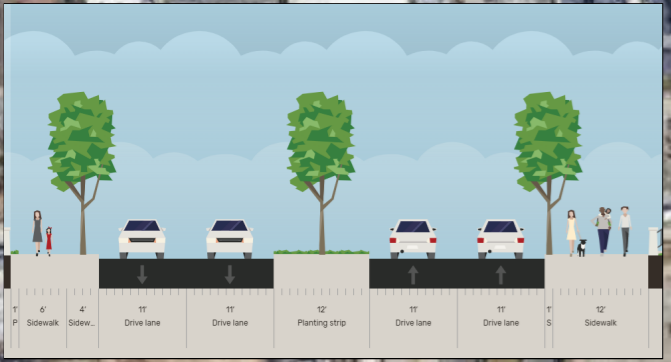 1' 6' 4' 11' 11' 12' 11' 11' 1' 12'
P Sidewalk Sidew... Drive lane Drive lane Planting strip Drive lane Drive lane S Sidewalk